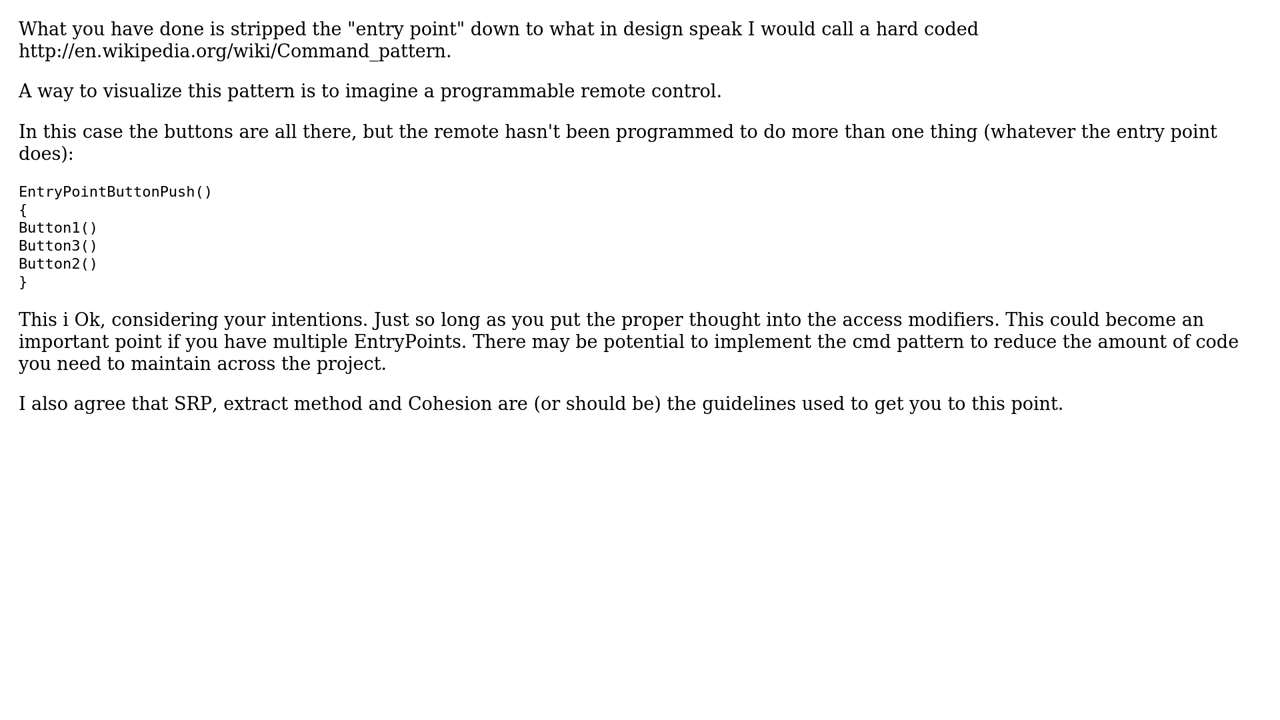 What you have done is stripped the "entry point" down to what in design speak I would call a hard coded
http://en.wikipedia.org/wiki/Command_pattern.
A way to visualize this pattern is to imagine a programmable remote control.
In this case the buttons are all there, but the remote hasn't been programmed to do more than one thing (whatever the entry point
does):
EntryPointButtonPush()
{
Button1()
Button3()
Button2()
}
This i Ok, considering your intentions. Just so long as you put the proper thought into the access modifiers. This could become an
important point if you have multiple EntryPoints. There may be potential to implement the cmd pattern to reduce the amount of code
you need to maintain across the project.
I also agree that SRP, extract method and Cohesion are (or should be) the guidelines used to get you to this point.